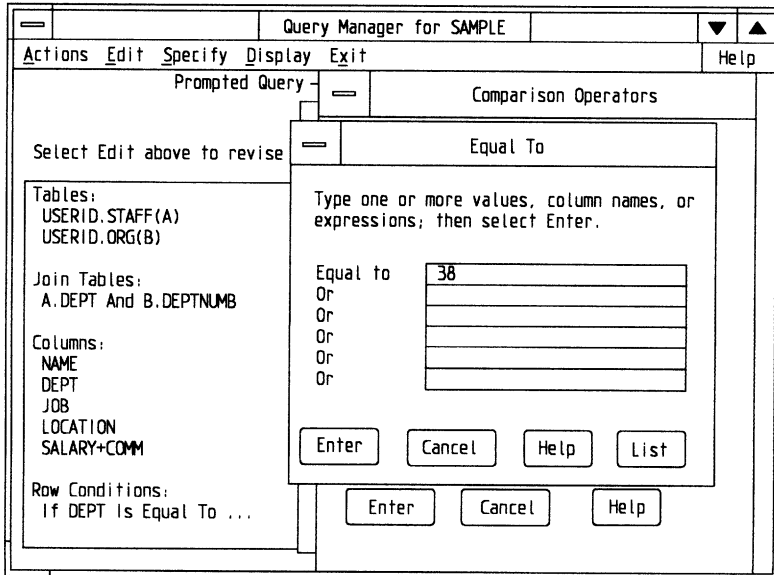 Query Manager for SAMPLE
Actions Edit Specify Display Exit Help
Prompted Query
Comparison Operators
Select Edit above to revise
Equal To
Type one or more values, column names, or
expressions; then select Enter.
Equal to 38
Or
Or
Or
Or
Or
Enter Cancel Help List
Tables:
USERID.STAFF(A)
USERID.ORG(B)
Join Tables:
A.DEPT And B.DEPTNUMB
Columns:
NAME
DEPT
JOB
LOCATION
SALARY+COMM
Row Conditions:
If DEPT Is Equal To ...
Enter Cancel Help